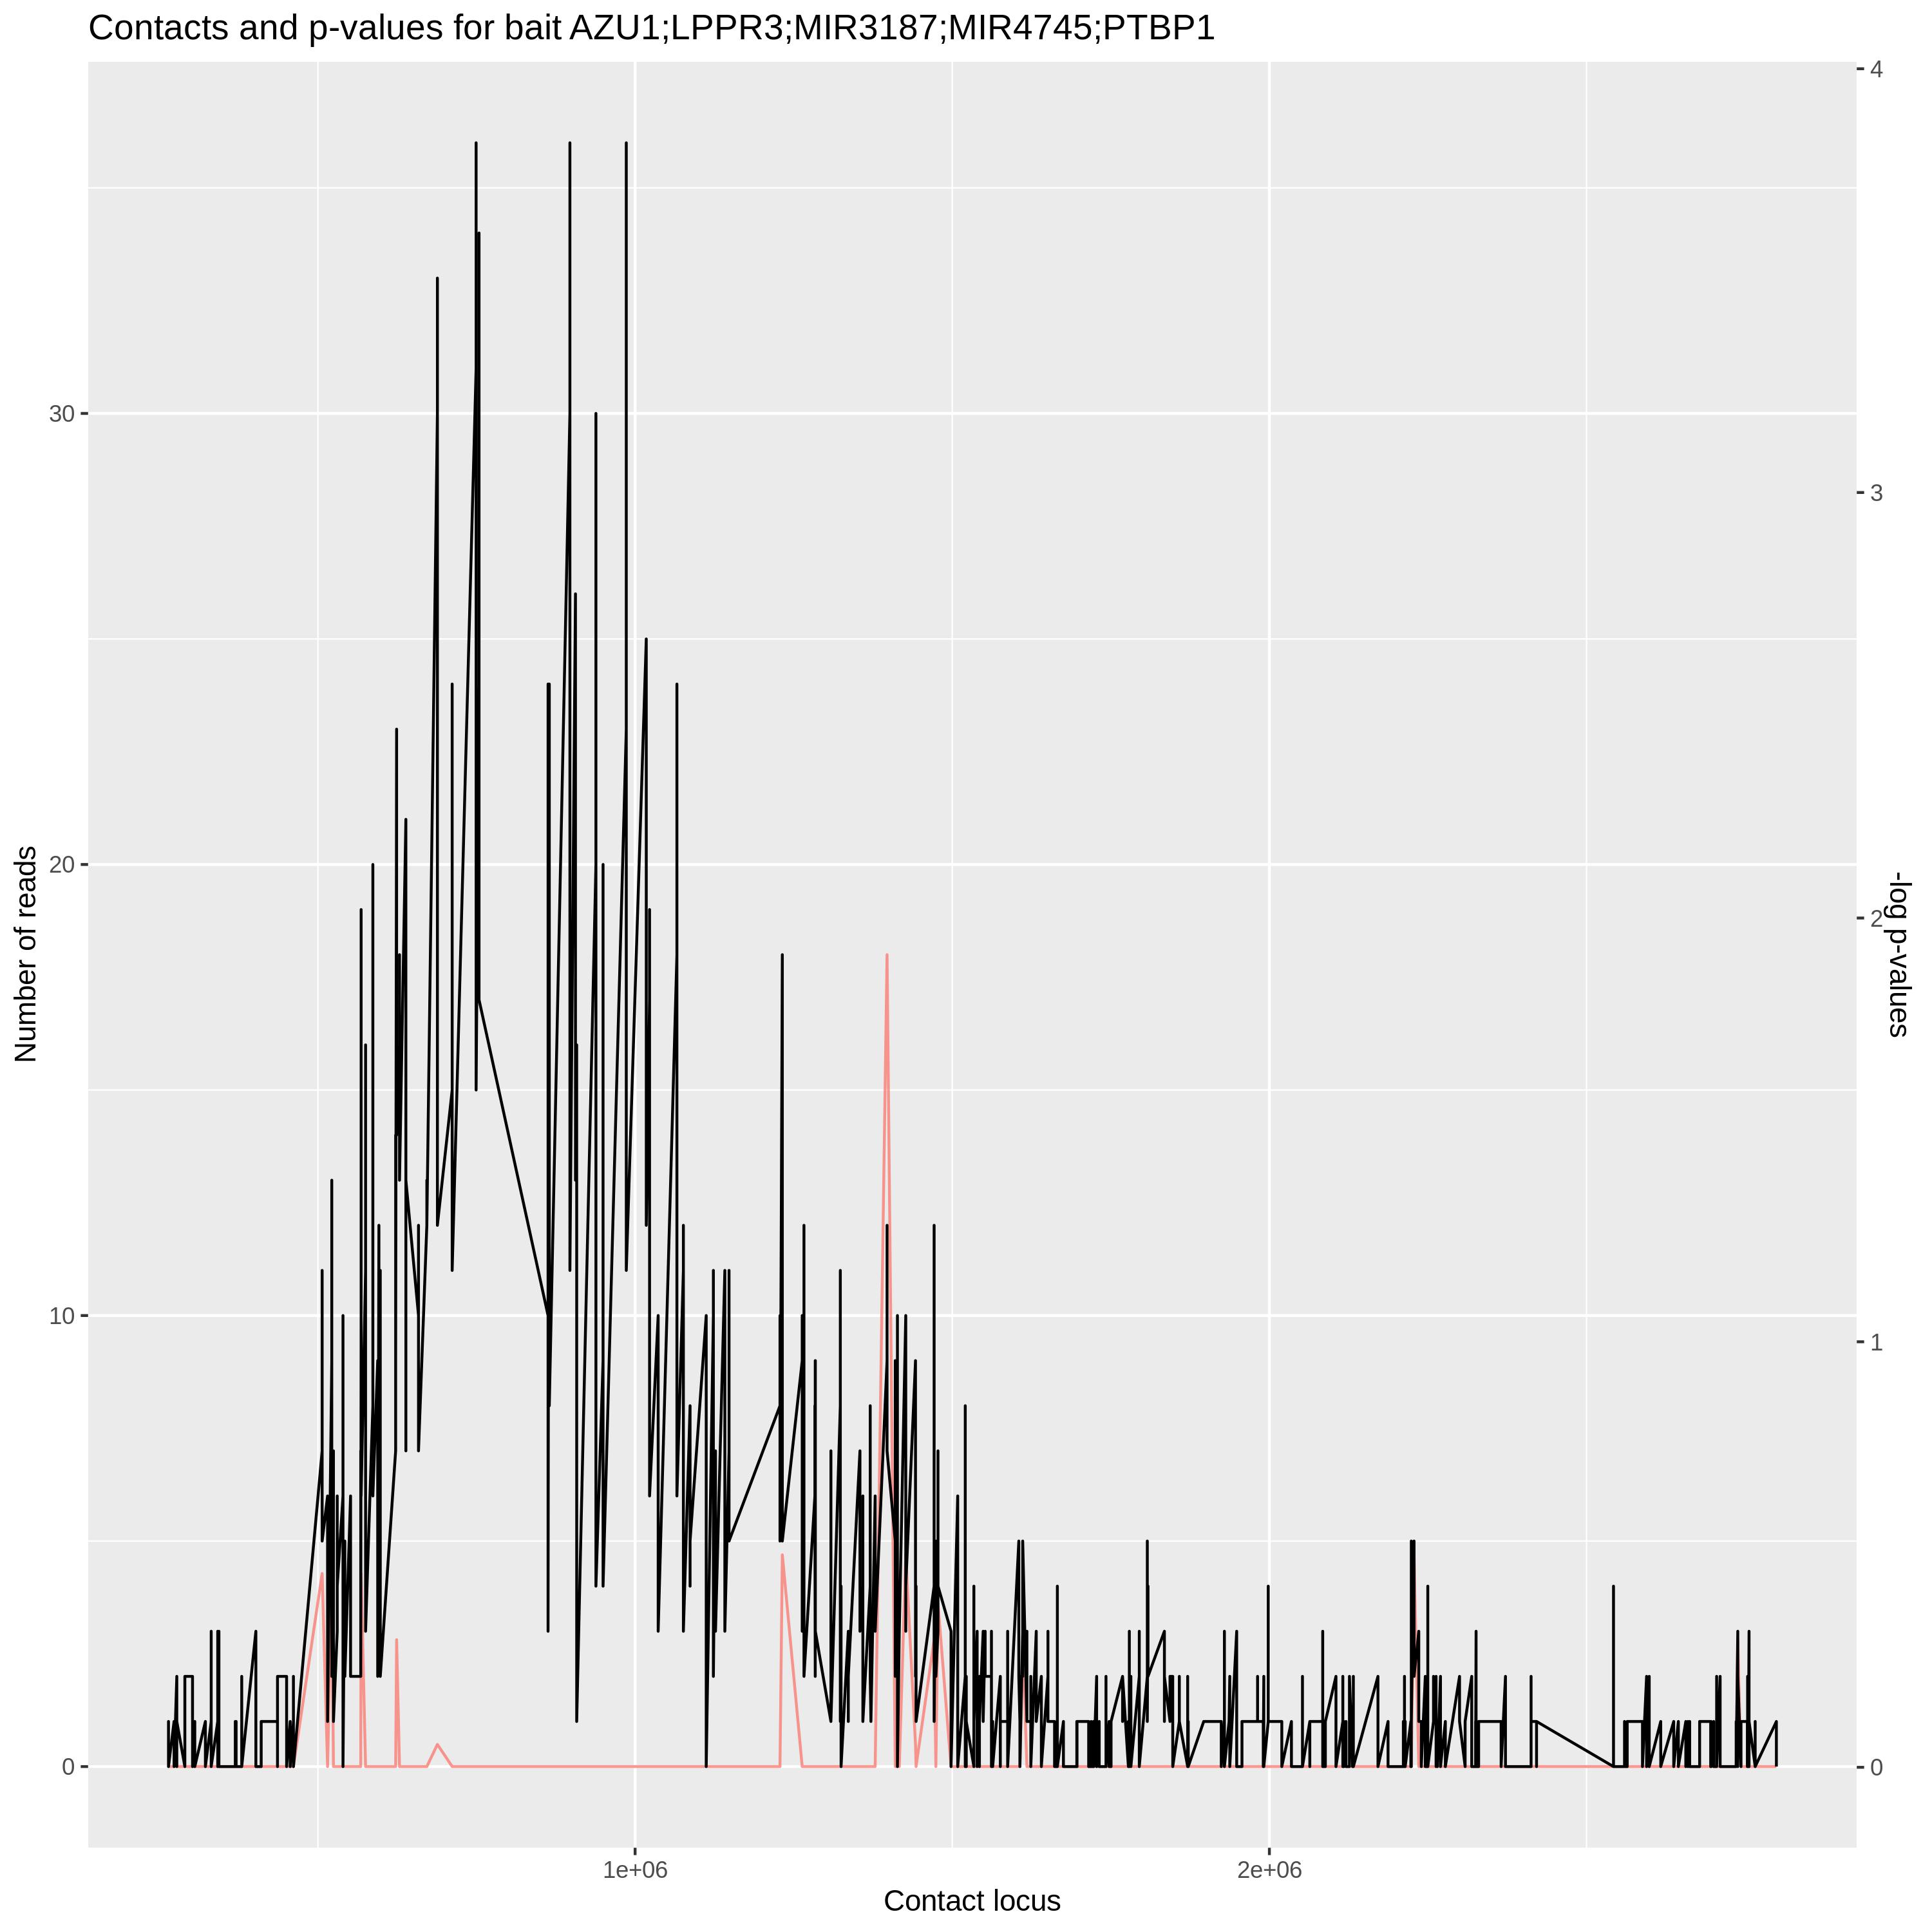 Contacts and p-values for bait AZU1;LPPR3;MIR3187;MIR4745;PTBP1
Number of reads
30
20
10
0
4
3
2
1
0
-log p-values
1e+06
2e+06
Contact locus